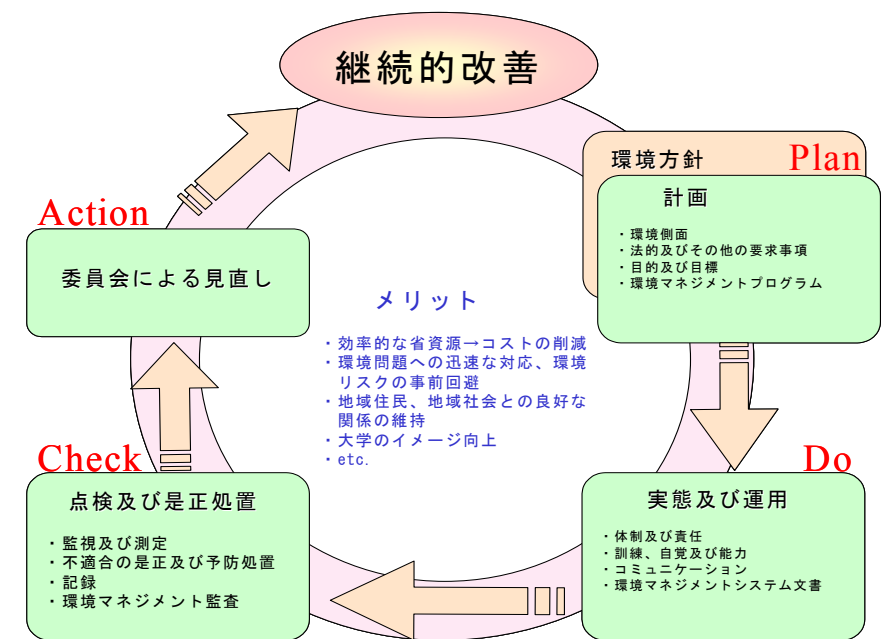 継続的改善
環境方針
Plan
計画
・環境側面
・法的及びその他の要求事項
・目的及び目標
・環境マネジメントプログラム
Action
委員会による見直し
メリット
・効率的な省資源→コストの削減
・環境問題への迅速な対応、環境
リスクの事前回避
・地域住民、地域社会との良好な
関係の維持
・大学のイメージ向上
・etc.
Check
点検及び是正処置
・監視及び測定
・不適合の是正及び予防処置
・記録
・環境マネジメント監査
Do
実態及び運用
・体制及び責任
・訓練、自覚及び能力
・コミュニケーション
・環境マネジメントシステム文書